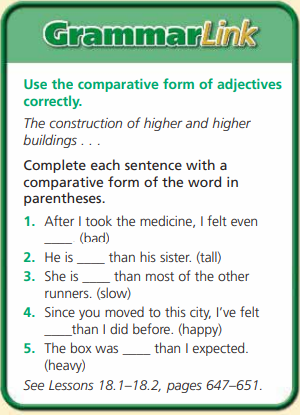 GrammarLink
Use the comparative form of adjectives
correctly.
The construction of higher and higher
buildings . . .
Complete each sentence with a
comparative form of the word in
parentheses.
1. After I took the medicine, I felt even
____ (bad)
2. He is ____ than his sister. (tall)
3. She is ____ than most of the other
runners. (slow)
4. Since you moved to this city, I've felt
____than I did before. (happy)
5. The box was ____ than I expected.
(heavy)
See Lessons 18.1–18.2, pages 647–651.